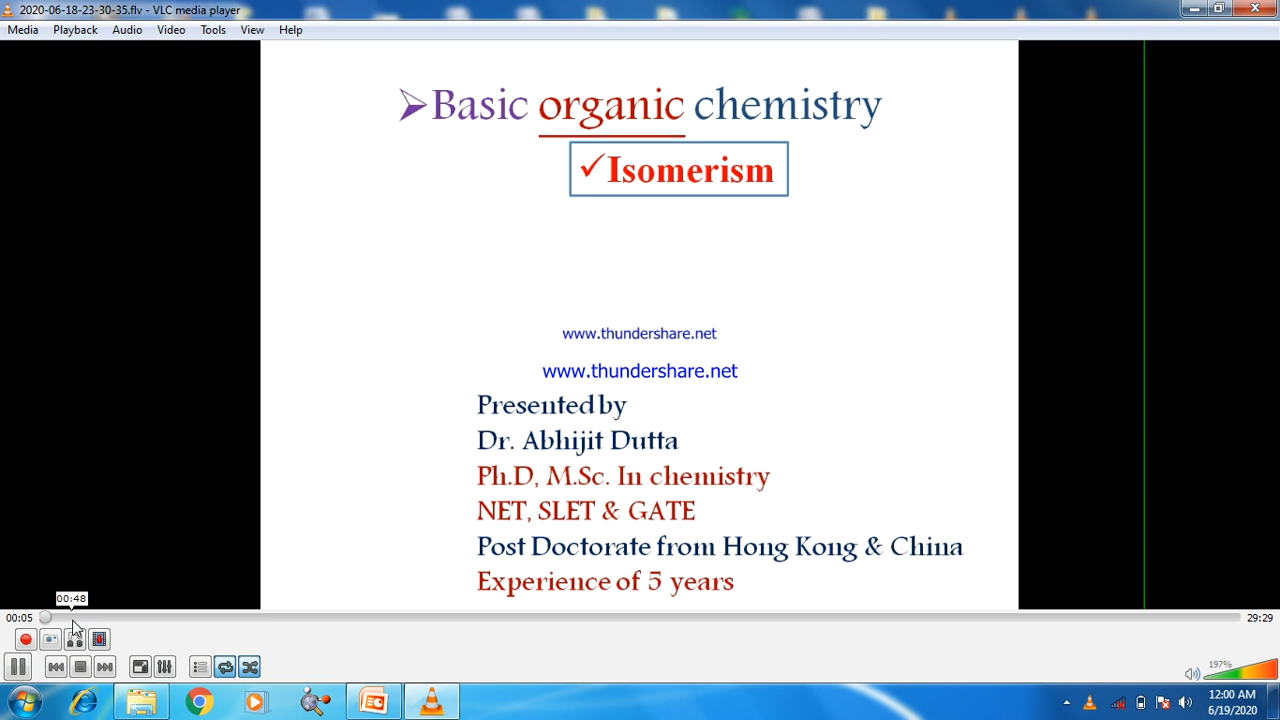 2020-06-18-23-30-35.flv - VLC media player
Media Playback Audio Video Tools View Help
Basic organic chemistry
Isomerism
www.thundershare.net
www.thundershare.net
Presented by
Dr. Abhijit Dutta
Ph.D, M.Sc. In chemistry
NET, SLET & GATE
Post Doctorate from Hong Kong & China
Experience of 5 years
00:48
00:05 29:29
197%
12:00 AM
6/19/2020